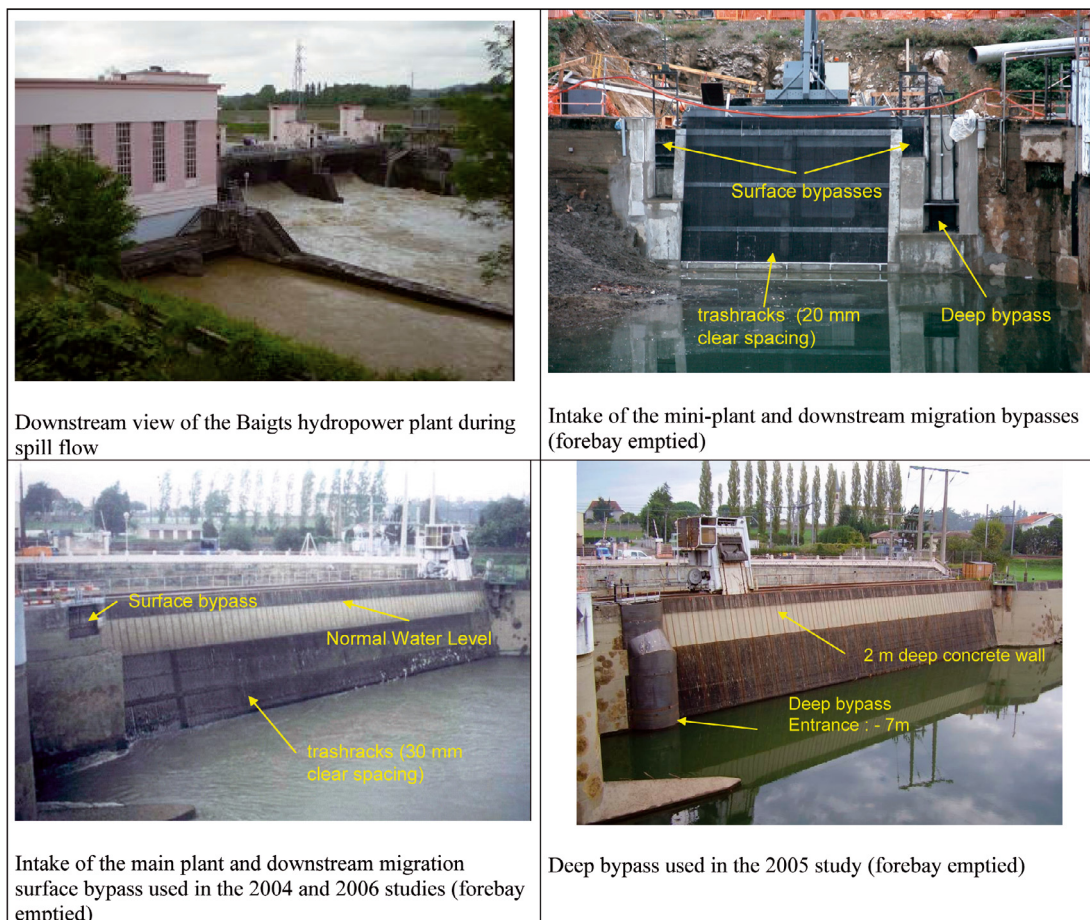 Surface bypasses
trashracks (20 mm
clear spacing)
Deep bypass
Downstream view of the Baigts hydropower plant during
spill flow
Intake of the mini-plant and downstream migration bypasses
(forebay emptied)
Surface bypass
Normal Water Level
trashracks (30 mm
clear spacing)
2 m deep concrete wall
Deep bypass
Entrance : - 7m
Intake of the main plant and downstream migration
surface bypass used in the 2004 and 2006 studies (forebay
emptied)
Deep bypass used in the 2005 study (forebay emptied)